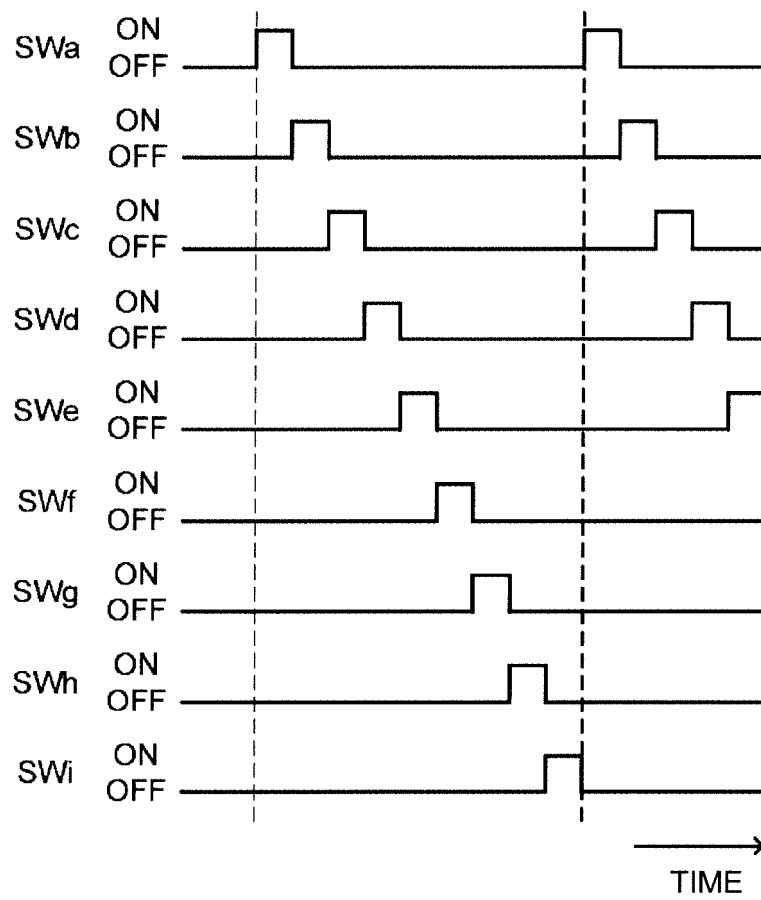 SWa ON
OFF
SWb ON
OFF
SWc ON
OFF
SWd ON
OFF
SWe ON
OFF
SWf ON
OFF
SWg ON
OFF
SWh ON
OFF
SWi ON
OFF
TIME